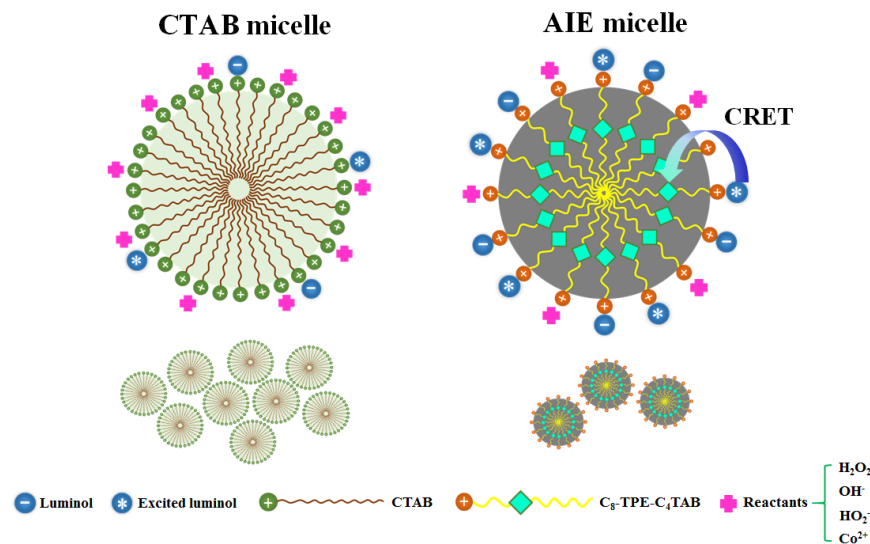 CTAB micelle
AIE micelle
CRET
Luminol
Excited luminol
CTAB
C₈-TPE-C₄TAB
Reactants
H₂O₂
OH⁻
HO₂⁻
Co²⁺